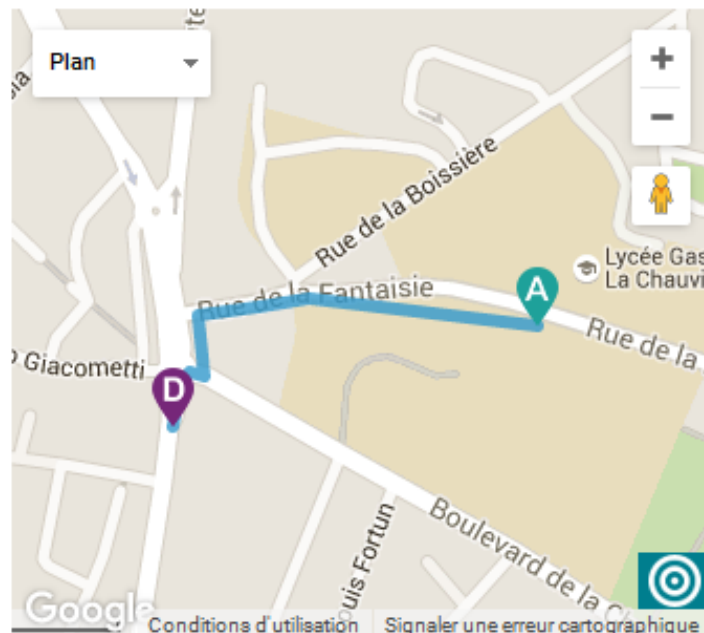 Plan
Rue de la Boissière
Lycée Gas
La Chauvi
A
Rue de la Fantaisie
Rue de la
o Giacometti
D
Boulevard de la C
ouis Fortun
Google
Conditions d'utilisation
Signaler une erreur cartographique